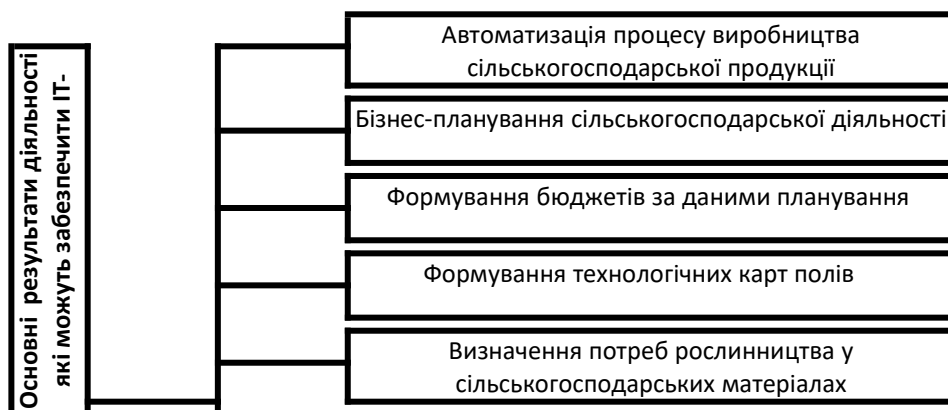 Основні результати діяльності
які можуть забезпечити ІТ-
Автоматизація процесу виробництва
сільськогосподарської продукції
Бізнес-планування сільськогосподарської діяльності
Формування бюджетів за даними планування
Формування технологічних карт полів
Визначення потреб рослинництва у
сільськогосподарських матеріалах